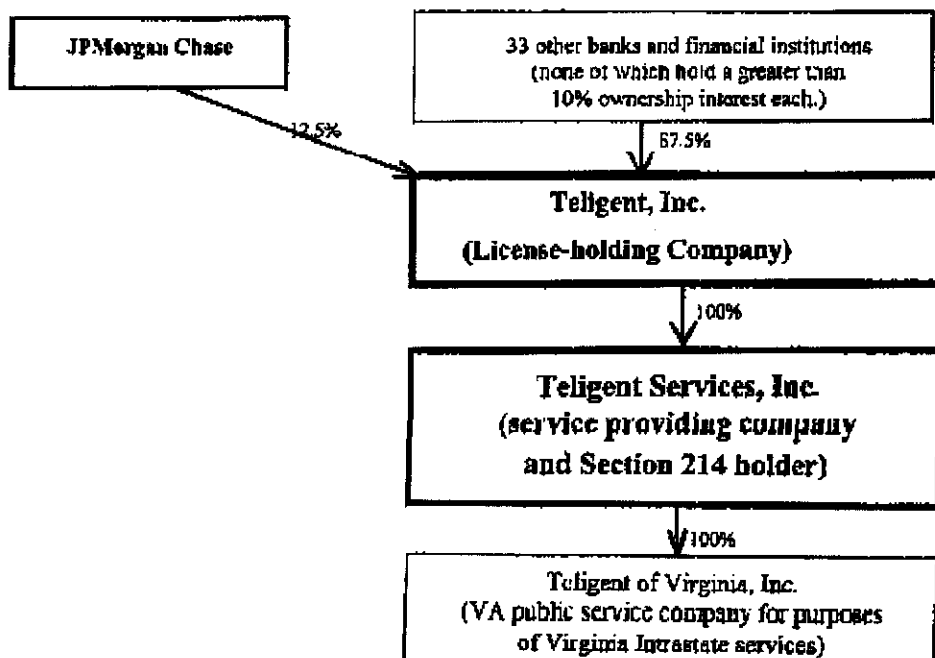 JPMorgan Chase
33 other banks and financial institutions
(none of which hold a greater than
10% ownership interest each.)
12.5%
87.5%
Teligent, Inc.
(License-holding Company)
100%
Teligent Services, Inc.
(service providing company
and Section 214 holder)
100%
Teligent of Virginia, Inc.
(VA public service company for purposes
of Virginia Intrastate services)